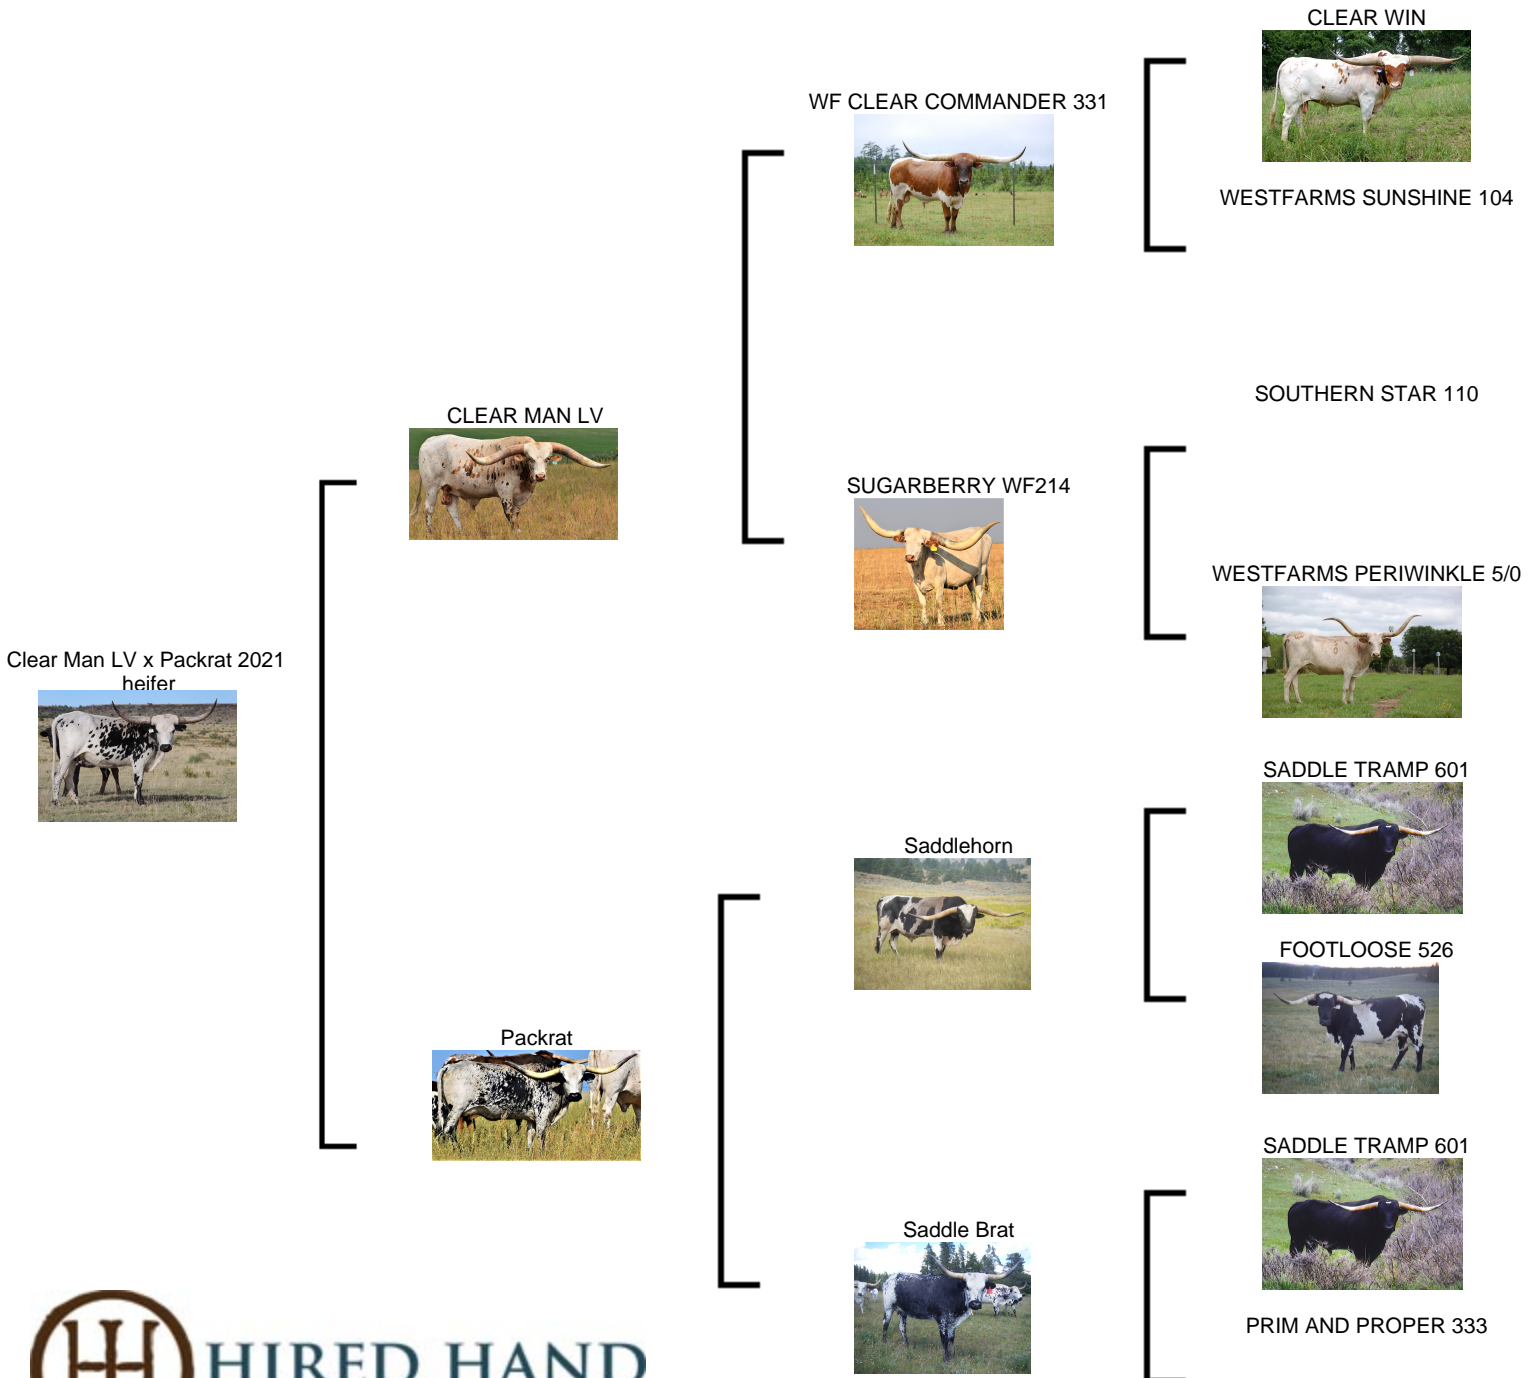 CLEAR WIN
WF CLEAR COMMANDER 331
WESTFARMS SUNSHINE 104
SOUTHERN STAR 110
CLEAR MAN LV
SUGARBERRY WF214
WESTFARMS PERIWINKLE 5/0
Clear Man LV x Packrat 2021
heifer
SADDLE TRAMP 601
Saddlehorn
FOOTLOOSE 526
Packrat
SADDLE TRAMP 601
Saddle Brat
PRIM AND PROPER 333
HIRED HAND